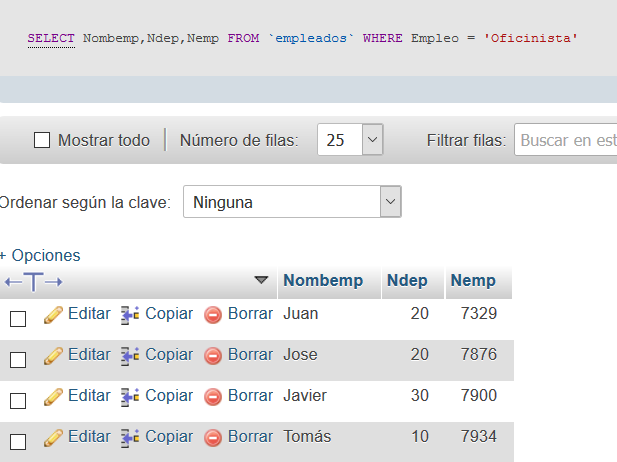 SELECT Nombemp,Ndep,Nemp FROM `empleados` WHERE Empleo = 'Oficinista'
Mostrar todo Número de filas: 25 Filtrar filas: Buscar en est
Ordenar según la clave: Ninguna
+ Opciones
←T→ Nombemp Ndep Nemp
Editar Copiar Borrar Juan 20 7329
Editar Copiar Borrar Jose 20 7876
Editar Copiar Borrar Javier 30 7900
Editar Copiar Borrar Tomás 10 7934